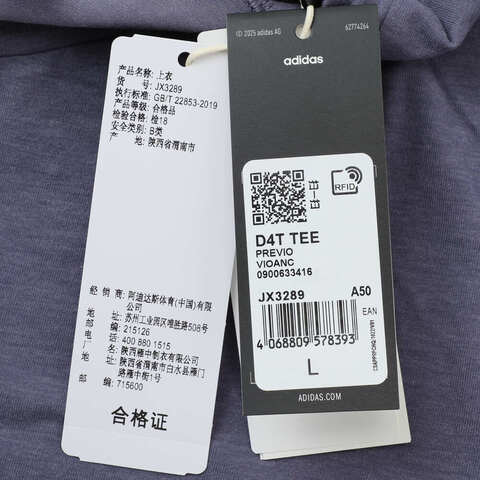 产品名称: 上衣
货 号: JX3289
执行标准: GB/T 22853-2019
产品等级: 合格品
检验合格: 检18
安全类别: B类
产 地: 陕西省渭南市
经 销 商: 阿迪达斯体育(中国)有限
公司
地 址: 苏州工业园区唯胜路508号
邮 编: 215126
电 话: 400 880 1515
制 造 商: 陕西雍中制衣有限公司
地 址: 陕西省渭南市白水县雁门
路雁中街1号
邮 编: 715600
合格证
© 2025 adidas AG
62774264
adidas
RFID
D4T TEE
PREVIO
VIOANC
0900633416
JX3289 A50
EAN
4 068809 578393
L
ADIDAS.COM